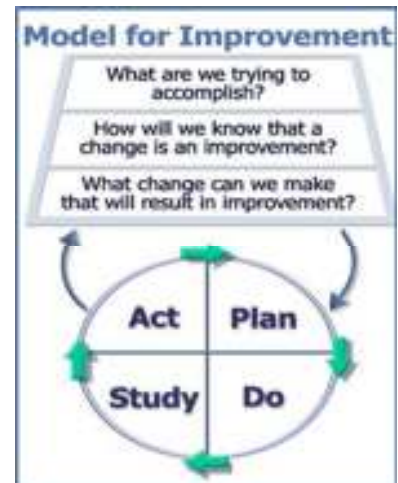 Model for Improvement
What are we trying to
accomplish?
How will we know that a
change is an improvement?
What change can we make
that will result in improvement?
Act
Plan
Study
Do